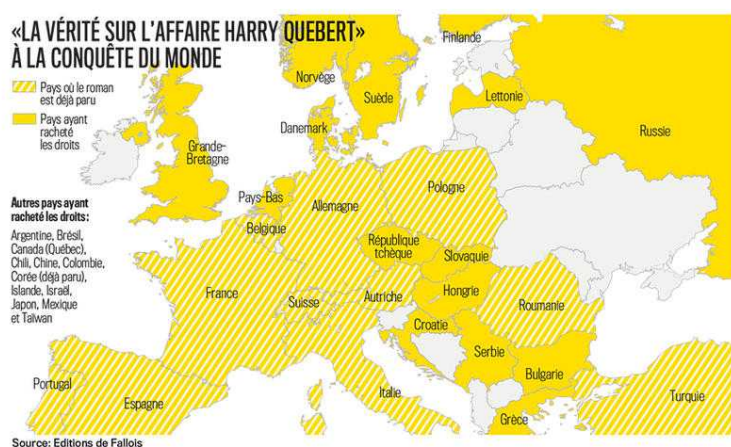 «LA VÉRITÉ SUR L'AFFAIRE HARRY QUEBERT»
À LA CONQUÊTE DU MONDE
Pays où le roman
est déjà paru
Pays ayant
racheté
les droits
Autres pays ayant
racheté les droits:
Argentine, Brésil,
Canada (Québec),
Chili, Chine, Colombie,
Corée (déjà paru),
Islande, Israël,
Japon, Mexique
et Taïwan
Finlande
Norvège
Suède
Lettonie
Russie
Danemark
Grande-
Bretagne
Pays-Bas
Pologne
Allemagne
Belgique
République
tchèque
Slovaquie
France
Suisse
Autriche
Hongrie
Roumanie
Croatie
Serbie
Bulgarie
Portugal
Espagne
Italie
Grèce
Turquie
Source: Editions de Fallois